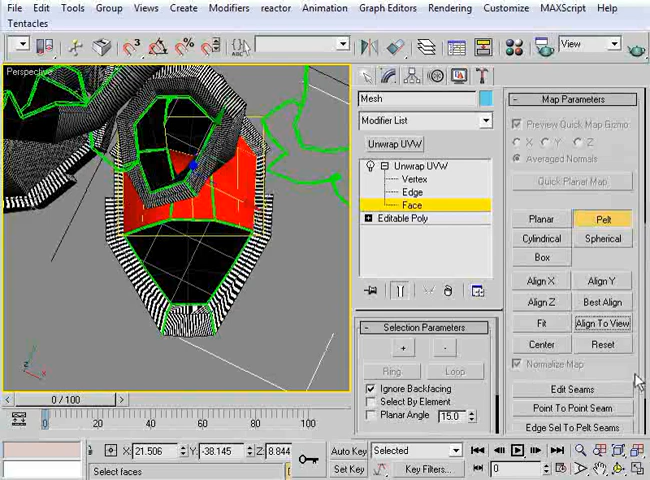 File Edit Tools Group Views Create Modifiers reactor Animation Graph Editors Rendering Customize MAXScript Help
Tentacles
View
Perspective
Mesh
Modifier List
Unwrap UVW
Unwrap UVW
Vertex
Edge
Face
Editable Poly
Selection Parameters
+ -
Ring Loop
Ignore Backfacing
Select By Element
Planar Angle 15.0
Map Parameters
Preview Quick Map Gizmo
X Y Z
Averaged Normals
Quick Planar Map
Planar Pelt
Cylindrical Spherical
Box
Align X Align Y
Align Z Best Align
Fit Align To View
Center Reset
Normalize Map
Edit Seams
Point To Point Seam
Edge Sel To Pelt Seams
0 / 100
0 20 40 60 80 100
X: 21.506 Y: -38.145 Z: 8.844
Auto Key Selected
Select faces
Set Key Key Filters... 0